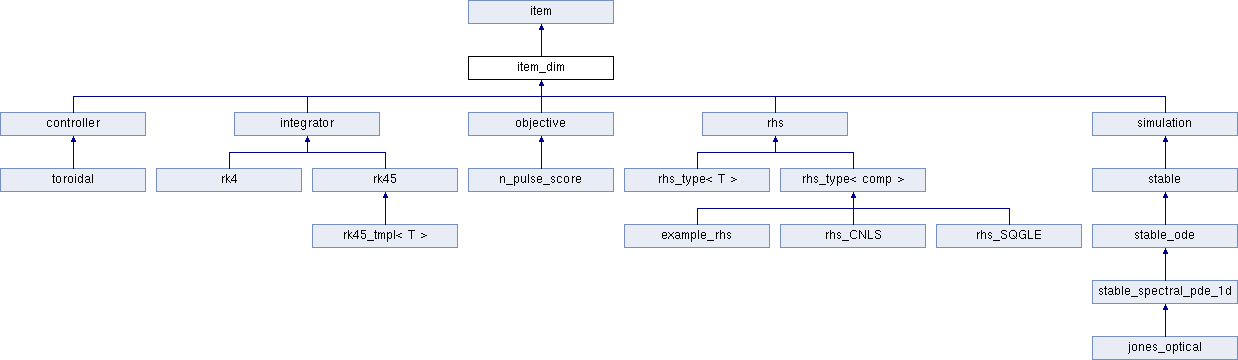 item
item_dim
controller
integrator
objective
rhs
simulation
toroidal
rk4
rk45
n_pulse_score
rhs_type< T >
rhs_type< comp >
stable
rk45_tmpl< T >
example_rhs
rhs_CNLS
rhs_SQGLE
stable_ode
stable_spectral_pde_1d
jones_optical